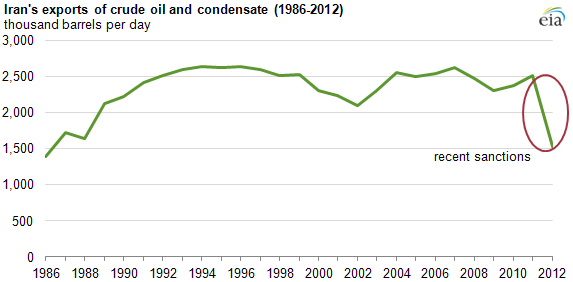 Iran's exports of crude oil and condensate (1986-2012)
thousand barrels per day
eia
3,000
2,500
2,000
1,500
1,000
500
0
recent sanctions
1986 1988 1990 1992 1994 1996 1998 2000 2002 2004 2006 2008 2010 2012